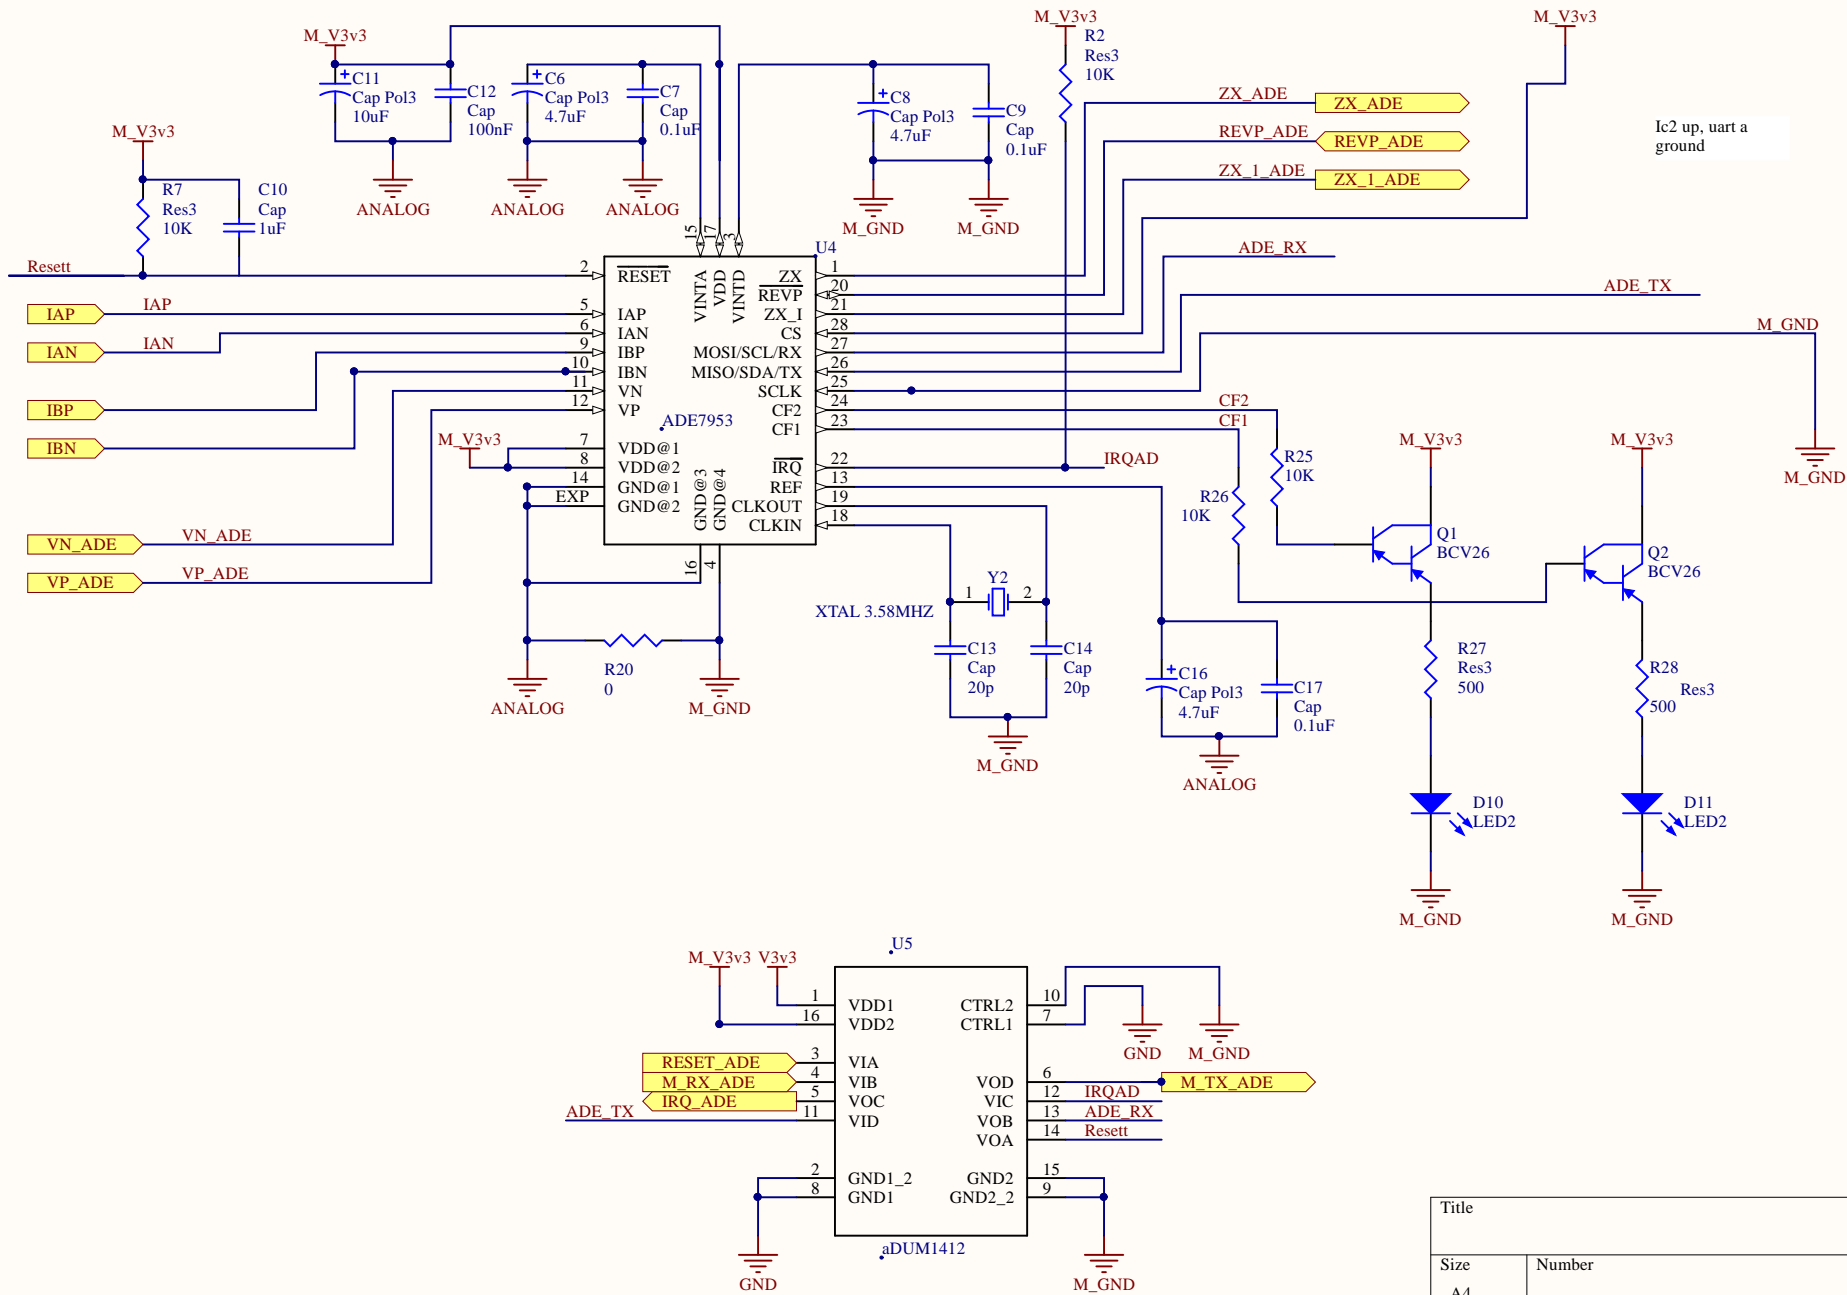 M_V3v3
C11
Cap Pol3
10uF
C12
Cap
100nF
C6
Cap Pol3
4.7uF
C7
Cap
0.1uF
C8
Cap Pol3
4.7uF
C9
Cap
0.1uF
M_V3v3
R2
Res3
10K
M_V3v3
ZX_ADE ZX_ADE
REVP_ADE REVP_ADE
ZX_1_ADE ZX_1_ADE
Ic2 up, uart a
ground
M_V3v3
R7
Res3
10K
C10
Cap
1uF
ANALOG
ANALOG
ANALOG
M_GND
M_GND
Resett
IAP IAP
IAN IAN
IBP
IBN
VN_ADE VN_ADE
VP_ADE VP_ADE
15
17
3
U4
2 RESET
5 IAP
6 IAN
9 IBP
10 IBN
11 VN
12 VP
M_V3v3
7 VDD@1
8 VDD@2
14 GND@1
EXP GND@2
VINTA
VDD
VINTD
ADE7953
GND@3
GND@4
16
4
ZX 1
REVP 20
ZX_I 21
CS 28
MOSI/SCL/RX 27
MISO/SDA/TX 26
SCLK 25
CF2 24
CF1 23
IRQ 22
REF 13
CLKOUT 19
CLKIN 18
ADE_RX
ADE_TX
M_GND
M_GND
CF2
CF1
IRQAD
R25
10K
R26
10K
M_V3v3
Q1
BCV26
M_V3v3
Q2
BCV26
R20
0
ANALOG
M_GND
Y2
1 2
XTAL 3.58MHZ
C13
Cap
20p
C14
Cap
20p
M_GND
C16
Cap Pol3
4.7uF
C17
Cap
0.1uF
ANALOG
R27
Res3
500
R28
Res3
500
D10
LED2
D11
LED2
M_GND
M_GND
U5
M_V3v3 V3v3
1 VDD1
16 VDD2
RESET_ADE 3 VIA
M_RX_ADE 4 VIB
IRQ_ADE 5 VOC
ADE_TX 11 VID
2 GND1_2
8 GND1
CTRL2 10
CTRL1 7
GND
M_GND
VOD 6 M_TX_ADE
VIC 12 IRQAD
VOB 13 ADE_RX
VOA 14 Resett
GND2 15
GND2_2 9
aDUM1412
GND
M_GND
Title
Size
Number
A4